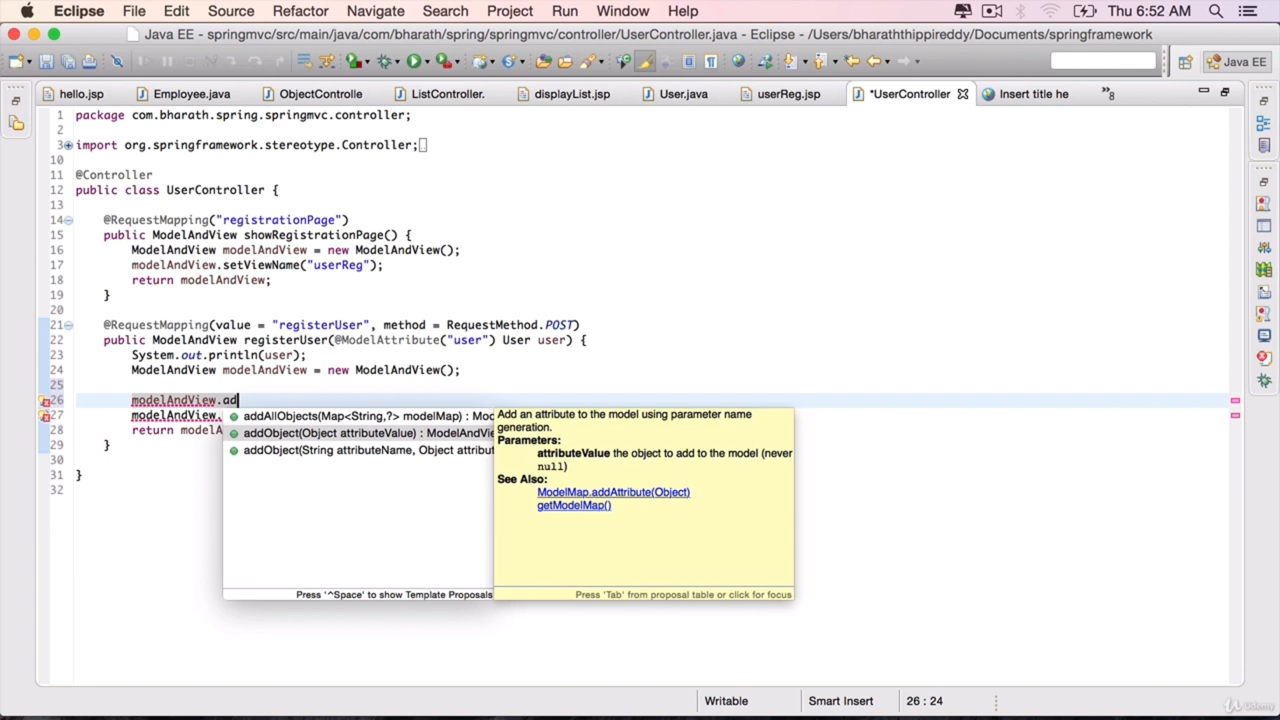 Eclipse File Edit Source Refactor Navigate Search Project Run Window Help Thu 6:52 AM
Java EE - springmvc/src/main/java/com/bharath/spring/springmvc/controller/UserController.java - Eclipse - /Users/bharaththippireddy/Documents/springframework
Java EE
hello.jsp Employee.java ObjectControlle ListController. displayList.jsp User.java userReg.jsp *UserController Insert title he »8
1 package com.bharath.spring.springmvc.controller;
2
3 import org.springframework.stereotype.Controller;
10
11 @Controller
12 public class UserController {
13
14 @RequestMapping("registrationPage")
15 public ModelAndView showRegistrationPage() {
16 ModelAndView modelAndView = new ModelAndView();
17 modelAndView.setViewName("userReg");
18 return modelAndView;
19 }
20
21 @RequestMapping(value = "registerUser", method = RequestMethod.POST)
22 public ModelAndView registerUser(@ModelAttribute("user") User user) {
23 System.out.println(user);
24 ModelAndView modelAndView = new ModelAndView();
25
26 modelAndView.ad
27 modelAndView.
28 return modelA
29 }
30
31 }
32
addAllObjects(Map<String,?> modelMap) : Mod
addObject(Object attributeValue) : ModelAndVie
addObject(String attributeName, Object attribut
Press '^Space' to show Template Proposals
Add an attribute to the model using parameter name
generation.
Parameters:
attributeValue the object to add to the model (never
null)
See Also:
ModelMap.addAttribute(Object)
getModelMap()
Press 'Tab' from proposal table or click for focus
Writable Smart Insert 26 : 24
Udemy